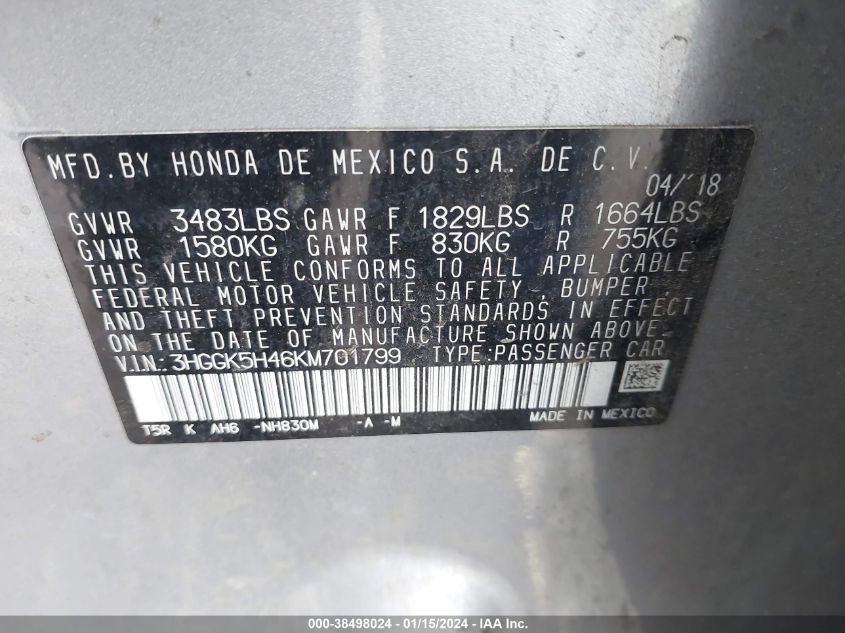 MFD.BY HONDA DE MEXICO S.A. DE C.V.
04/'18
GVWR 3483LBS GAWR F 1829LBS R 1664LBS
GVWR 1580KG GAWR F 830KG R 755KG
THIS VEHICLE CONFORMS TO ALL APPLICABLE
FEDERAL MOTOR VEHICLE SAFETY, BUMPER,
AND THEFT PREVENTION STANDARDS IN EFFECT
ON THE DATE OF MANUFACTURE SHOWN ABOVE.
V.I.N.: 3HGGK5H46KM701799 TYPE:PASSENGER CAR
T5R K AH6 -NH830M -A -M MADE IN MEXICO
000-38498024 - 01/15/2024 - IAA Inc.